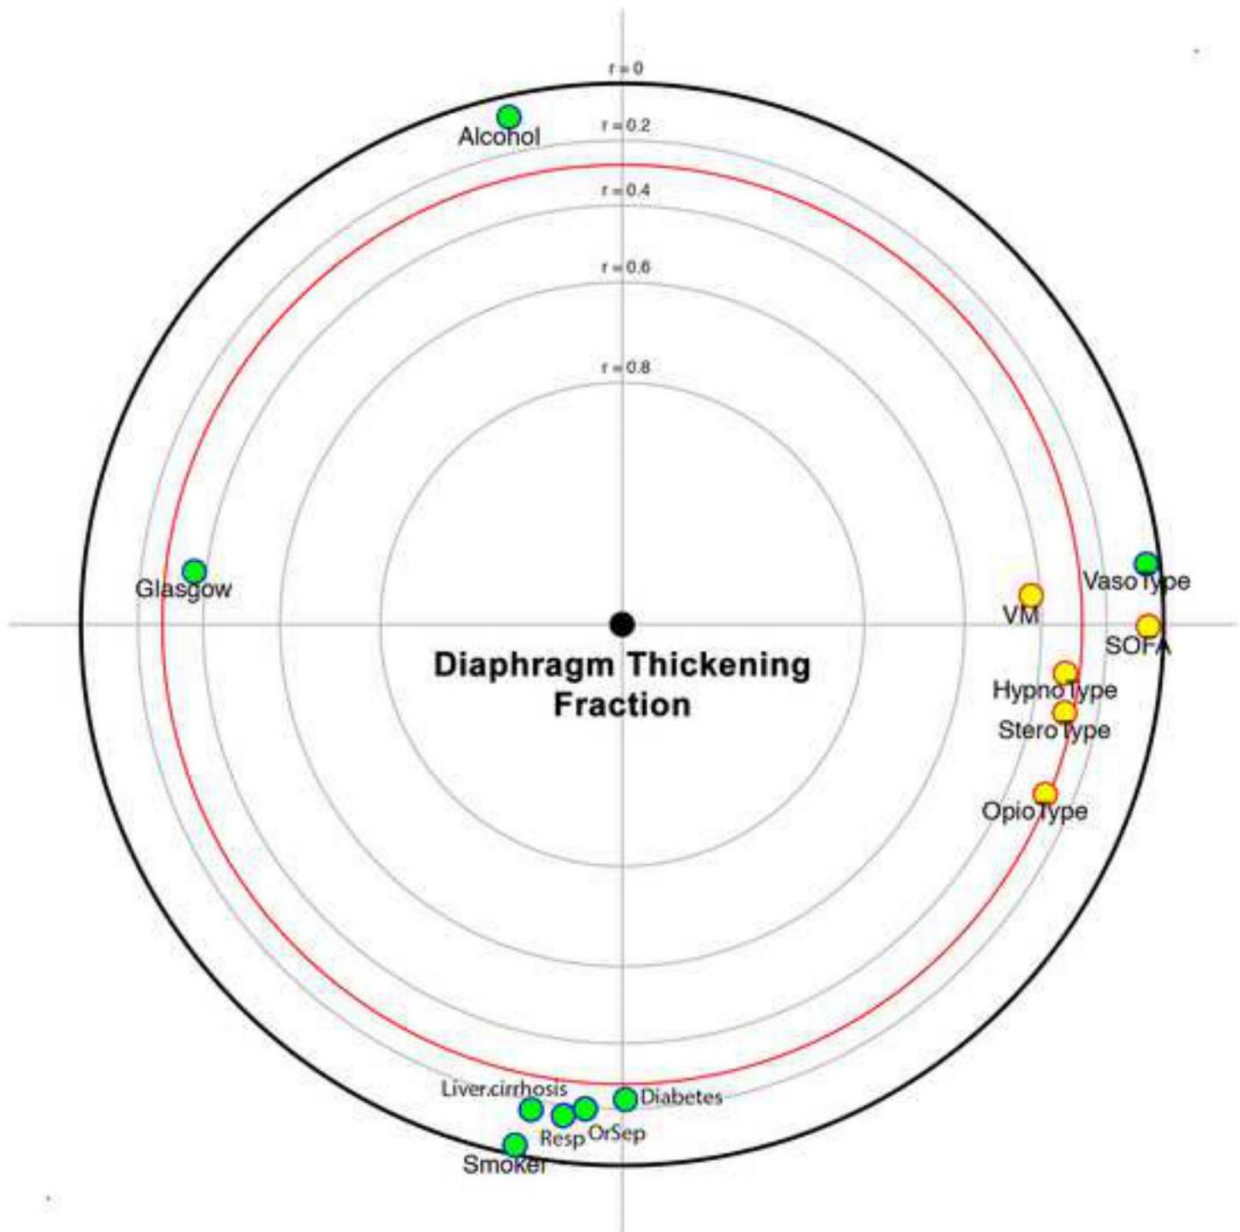 r = 0
r = 0.2
Alcohol
r = 0.4
r = 0.6
r = 0.8
VasoType
Glasgow
VM
SOFA
Diaphragm Thickening
Fraction
HypnoType
SteroType
OpioType
Liver.cirrhosis
Diabetes
Resp
OrSep
Smoker